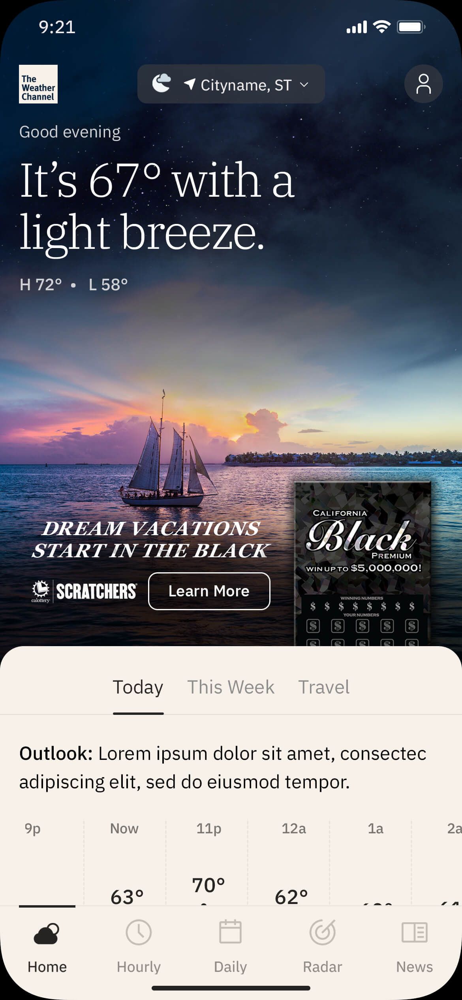 9:21
The
Weather
Channel
Cityname, ST
Good evening
It’s 67° with a
light breeze.
H 72° • L 58°
DREAM VACATIONS
START IN THE BLACK
CALIFORNIA
Black
PREMIUM
WIN UP TO $5,000,000!
calottery
SCRATCHERS®
Learn More
WINNING NUMBERS
$ $ $ $ $ $ $ $
YOUR NUMBERS
$ $ $ $ $
$ $ $ $ $
Today This Week Travel
Outlook: Lorem ipsum dolor sit amet, consectec
adipiscing elit, sed do eiusmod tempor.
9p Now 11p 12a 1a 2a
70°
63° 62°
Home Hourly Daily Radar News